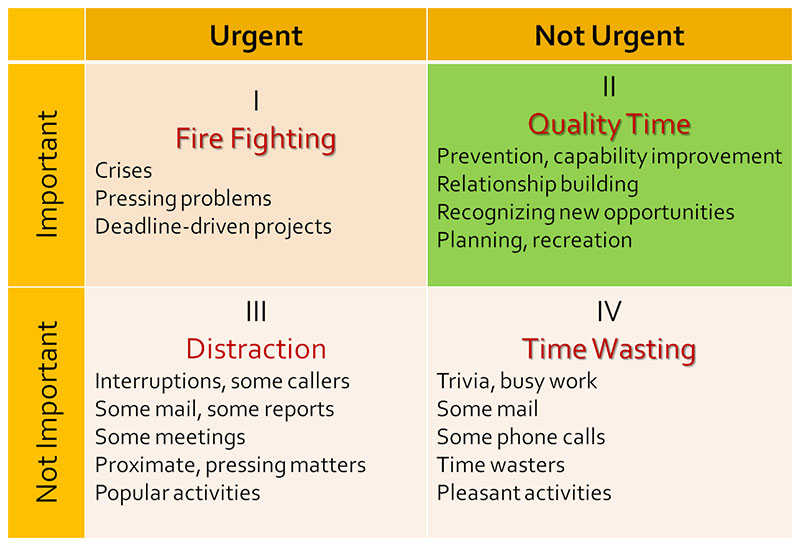 Urgent
Not Urgent
Important
I
Fire Fighting
Crises
Pressing problems
Deadline-driven projects
II
Quality Time
Prevention, capability improvement
Relationship building
Recognizing new opportunities
Planning, recreation
Not Important
III
Distraction
Interruptions, some callers
Some mail, some reports
Some meetings
Proximate, pressing matters
Popular activities
IV
Time Wasting
Trivia, busy work
Some mail
Some phone calls
Time wasters
Pleasant activities